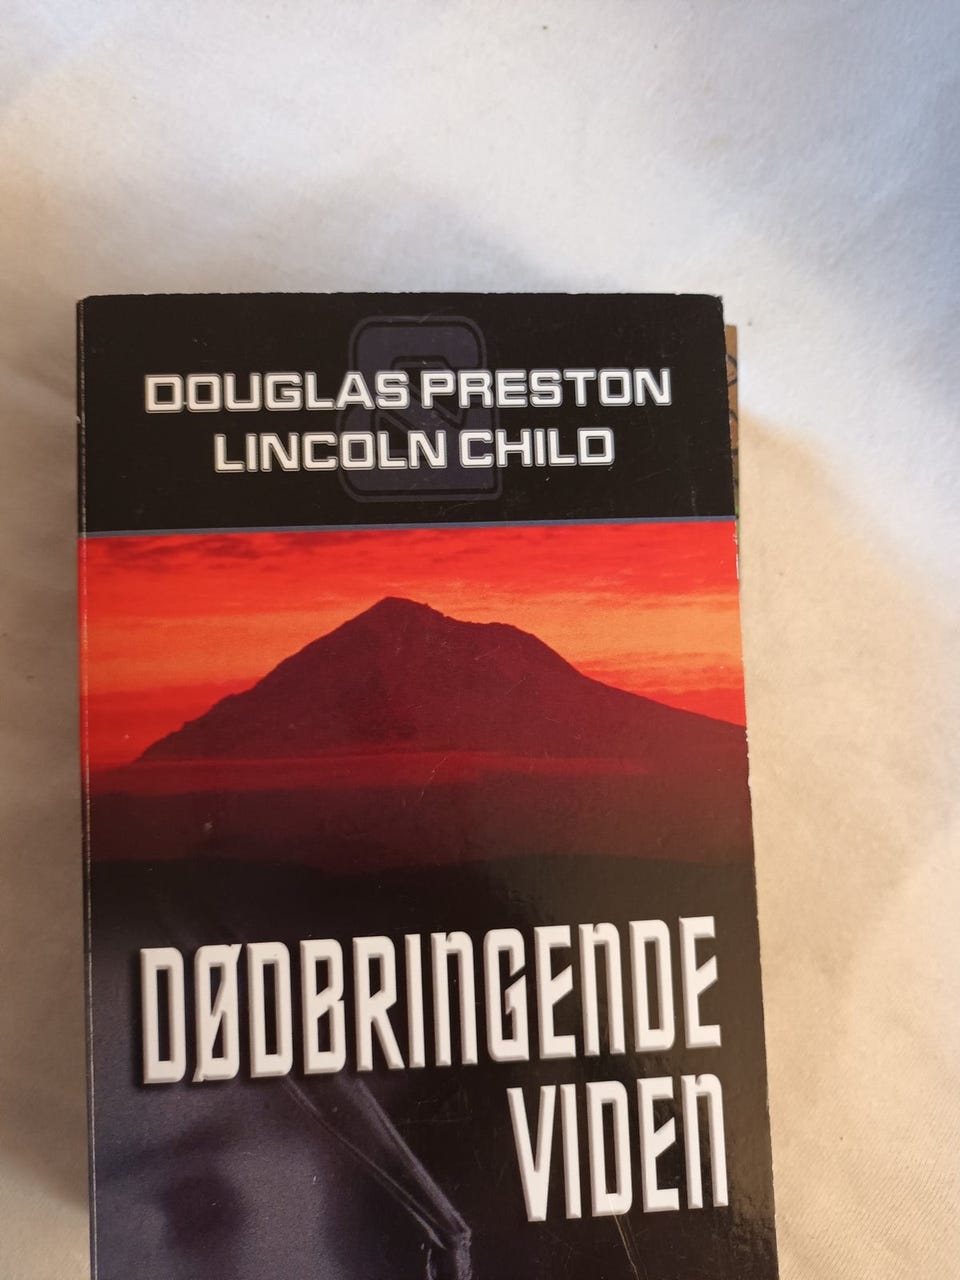 DOUGLAS PRESTON
LINCOLN CHILD
DØDBRINGENDE
VIDEN